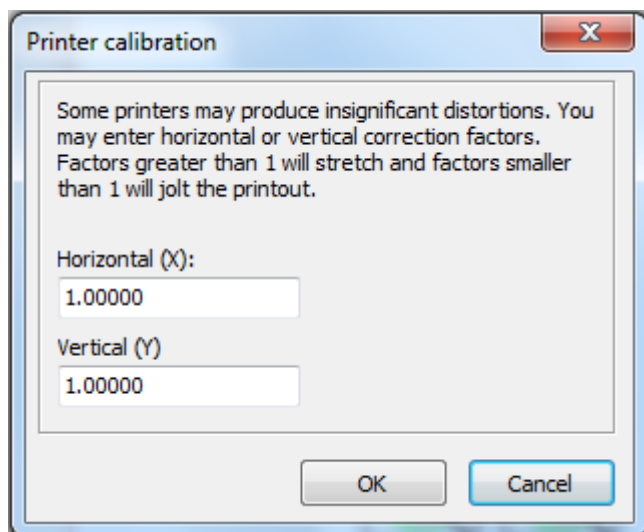 Printer calibration
Some printers may produce insignificant distortions. You
may enter horizontal or vertical correction factors.
Factors greater than 1 will stretch and factors smaller
than 1 will jolt the printout.
Horizontal (X):
1.00000
Vertical (Y)
1.00000
OK Cancel